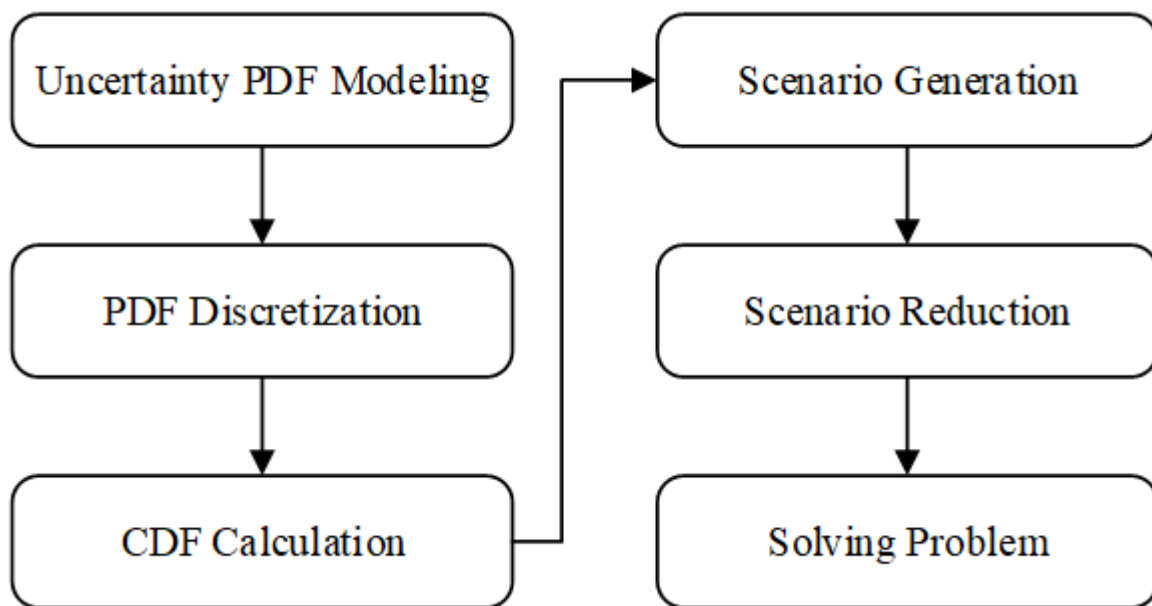 Uncertainty PDF Modeling
PDF Discretization
CDF Calculation
Scenario Generation
Scenario Reduction
Solving Problem